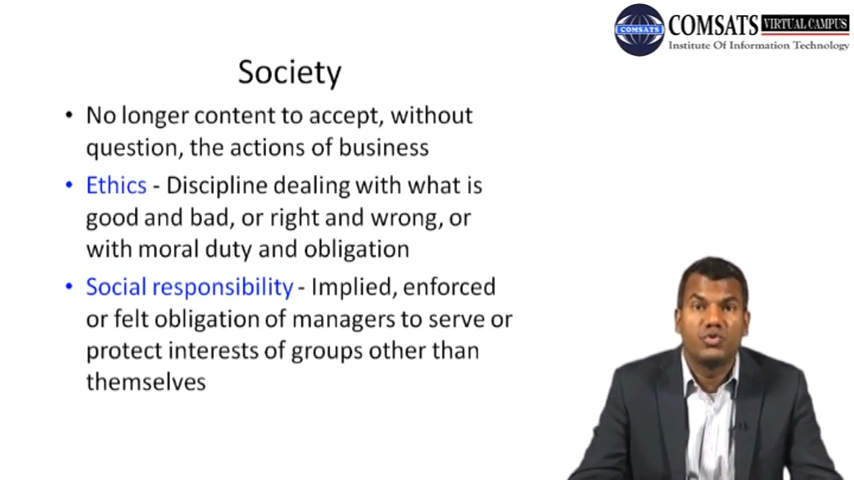 COMSATS VIRTUAL CAMPUS
COMSATS
Institute Of Information Technology
Society
• No longer content to accept, without
question, the actions of business
• Ethics - Discipline dealing with what is
good and bad, or right and wrong, or
with moral duty and obligation
• Social responsibility - Implied, enforced
or felt obligation of managers to serve or
protect interests of groups other than
themselves